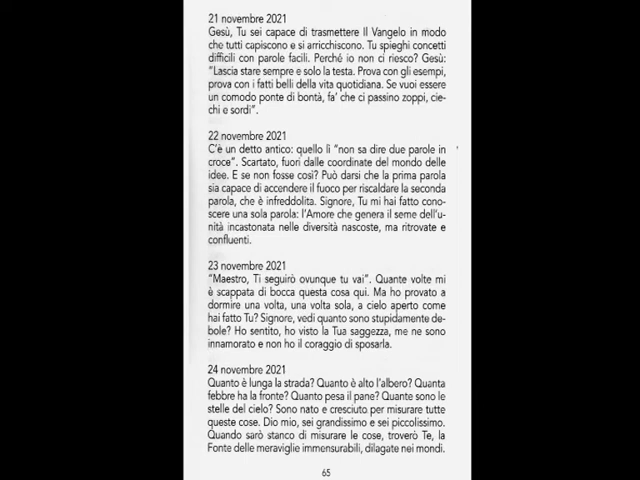 21 novembre 2021
Gesù, Tu sei capace di trasmettere Il Vangelo in modo
che tutti capiscono e si arricchiscono. Tu spieghi concetti
difficili con parole facili. Perché io non ci riesco? Gesù:
"Lascia stare sempre e solo la testa. Prova con gli esempi,
prova con i fatti belli della vita quotidiana. Se vuoi essere
un comodo ponte di bontà, fa' che ci passino zoppi, cie-
chi e sordi".
22 novembre 2021
C'è un detto antico: quello lì "non sa dire due parole in
croce". Scartato, fuori dalle coordinate del mondo delle
idee. E se non fosse così? Può darsi che la prima parola
sia capace di accendere il fuoco per riscaldare la seconda
parola, che è infreddolita. Signore, Tu mi hai fatto cono-
scere una sola parola: l'Amore che genera il seme dell'u-
nità incastonata nelle diversità nascoste, ma ritrovate e
confluenti.
23 novembre 2021
"Maestro, Ti seguirò ovunque tu vai". Quante volte mi
è scappata di bocca questa cosa qui. Ma ho provato a
dormire una volta, una volta sola, a cielo aperto come
hai fatto Tu? Signore, vedi quanto sono stupidamente de-
bole? Ho sentito, ho visto la Tua saggezza, me ne sono
innamorato e non ho il coraggio di sposarla.
24 novembre 2021
Quanto è lunga la strada? Quanto è alto l'albero? Quanta
febbre ha la fronte? Quanto pesa il pane? Quante sono le
stelle del cielo? Sono nato e cresciuto per misurare tutte
queste cose. Dio mio, sei grandissimo e sei piccolissimo.
Quando sarò stanco di misurare le cose, troverò Te, la
Fonte delle meraviglie immensurabili, dilagate nei mondi.
65